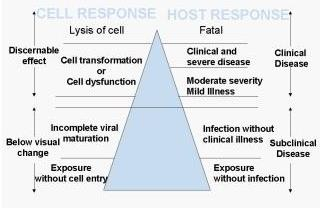 CELL RESPONSE HOST RESPONSE
Lysis of cell
Fatal
Discernable
effect
Cell transformation
or
Cell dysfunction
Clinical and
severe disease
Moderate severity
Mild Illness
Clinical
Disease
Below visual
change
Incomplete viral
maturation
Infection without
clinical illness
Subclinical
Disease
Exposure
without cell entry
Exposure
without infection